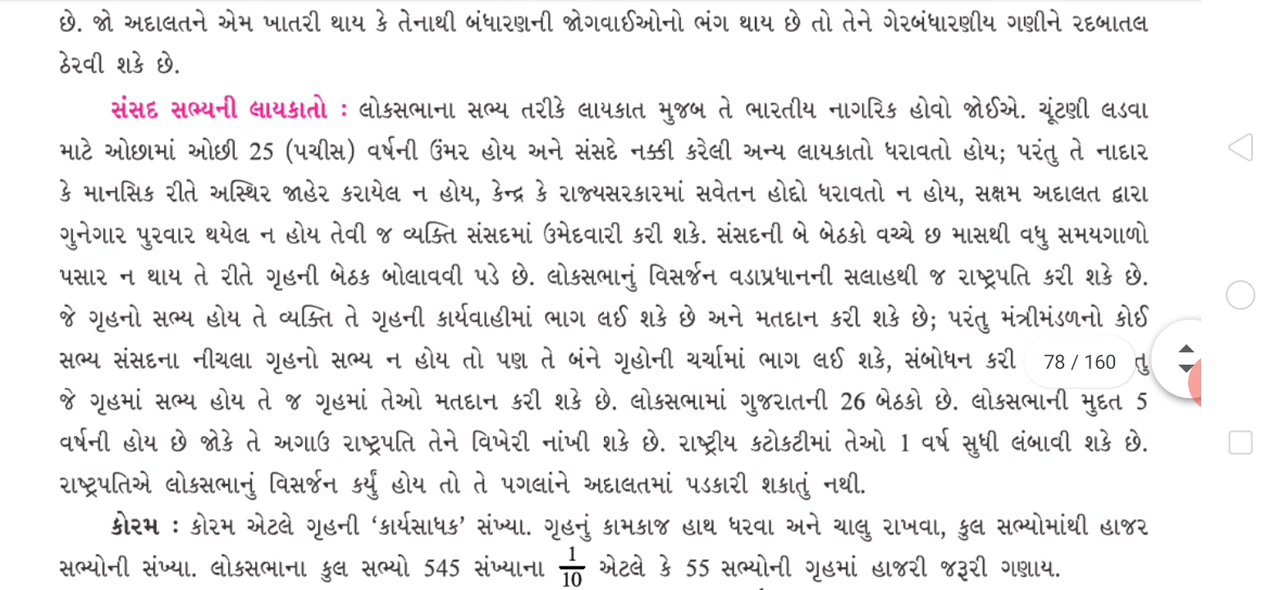 છે. જો અદાલતને એમ ખાતરી થાય કે તેનાથી બંધારણની જોગવાઈઓનો ભંગ થાય છે તો તેને ગેરબંધારણીય ગણીને રદબાતલ
ઠેરવી શકે છે.
સંસદ સભ્યની લાયકાતો : લોકસભાના સભ્ય તરીકે લાયકાત મુજબ તે ભારતીય નાગરિક હોવો જોઈએ. ચૂંટણી લડવા
માટે ઓછામાં ઓછી 25 (પચીસ) વર્ષની ઉંમર હોય અને સંસદે નક્કી કરેલી અન્ય લાયકાતો ધરાવતો હોય; પરંતુ તે નાદાર
કે માનસિક રીતે અસ્થિર જાહેર કરાયેલ ન હોય, કેન્દ્ર કે રાજ્યસરકારમાં સવેતન હોદ્દો ધરાવતો ન હોય, સક્ષમ અદાલત દ્વારા
ગુનેગાર પુરવાર થયેલ ન હોય તેવી જ વ્યક્તિ સંસદમાં ઉમેદવારી કરી શકે. સંસદની બે બેઠકો વચ્ચે છ માસથી વધુ સમયગાળો
પસાર ન થાય તે રીતે ગૃહની બેઠક બોલાવવી પડે છે. લોકસભાનું વિસર્જન વડાપ્રધાનની સલાહથી જ રાષ્ટ્રપતિ કરી શકે છે.
જે ગૃહનો સભ્ય હોય તે વ્યક્તિ તે ગૃહની કાર્યવાહીમાં ભાગ લઈ શકે છે અને મતદાન કરી શકે છે; પરંતુ મંત્રીમંડળનો કોઈ
સભ્ય સંસદના નીચલા ગૃહનો સભ્ય ન હોય તો પણ તે બંને ગૃહોની ચર્ચામાં ભાગ લઈ શકે, સંબોધન કરી 78 / 160 તુ
જે ગૃહમાં સભ્ય હોય તે જ ગૃહમાં તેઓ મતદાન કરી શકે છે. લોકસભામાં ગુજરાતની 26 બેઠકો છે. લોકસભાની મુદત 5
વર્ષની હોય છે જોકે તે અગાઉ રાષ્ટ્રપતિ તેને વિખેરી નાંખી શકે છે. રાષ્ટ્રીય કટોકટીમાં તેઓ 1 વર્ષ સુધી લંબાવી શકે છે.
રાષ્ટ્રપતિએ લોકસભાનું વિસર્જન કર્યું હોય તો તે પગલાંને અદાલતમાં પડકારી શકાતું નથી.
કોરમ : કોરમ એટલે ગૃહની ‘કાર્યસાધક’ સંખ્યા. ગૃહનું કામકાજ હાથ ધરવા અને ચાલુ રાખવા, કુલ સભ્યોમાંથી હાજર
સભ્યોની સંખ્યા. લોકસભાના કુલ સભ્યો 545 સંખ્યાના 1/10 એટલે કે 55 સભ્યોની ગૃહમાં હાજરી જરૂરી ગણાય.